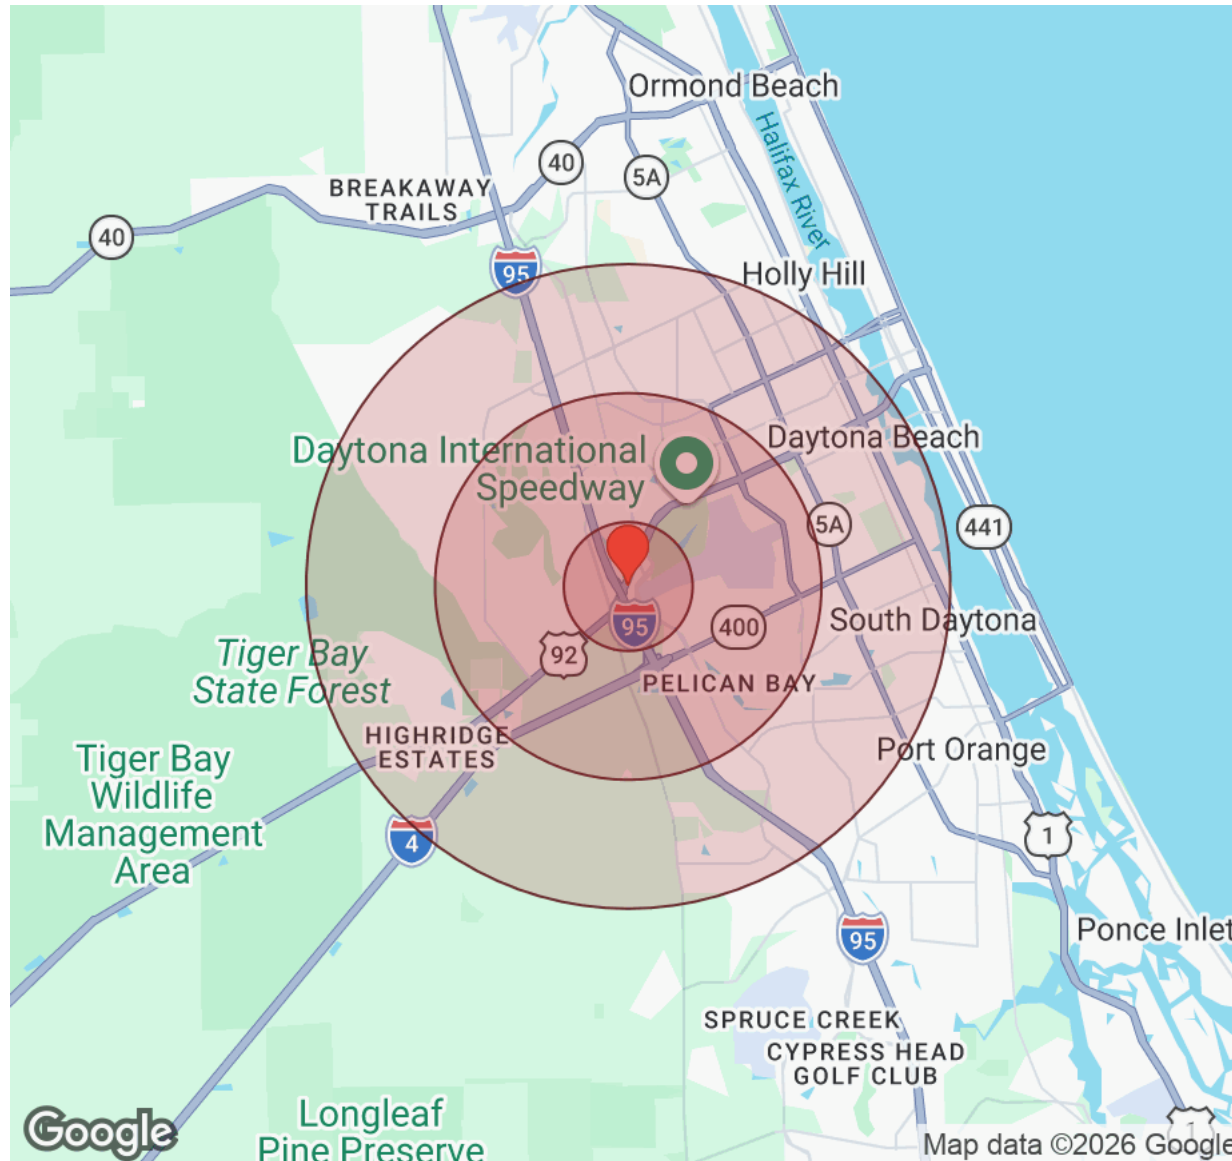 Ormond Beach
Halifax River
40
5A
BREAKAWAY
TRAILS
40
95
Holly Hill
Daytona International
Speedway
Daytona Beach
5A
441
95
400
South Daytona
92
Tiger Bay
State Forest
PELICAN BAY
HIGHRIDGE
ESTATES
Port Orange
Tiger Bay
Wildlife
Management
Area
4
1
95
Ponce Inlet
SPRUCE CREEK
CYPRESS HEAD
GOLF CLUB
Longleaf
Pine Preserve
1
Google
Map data ©2026 Google